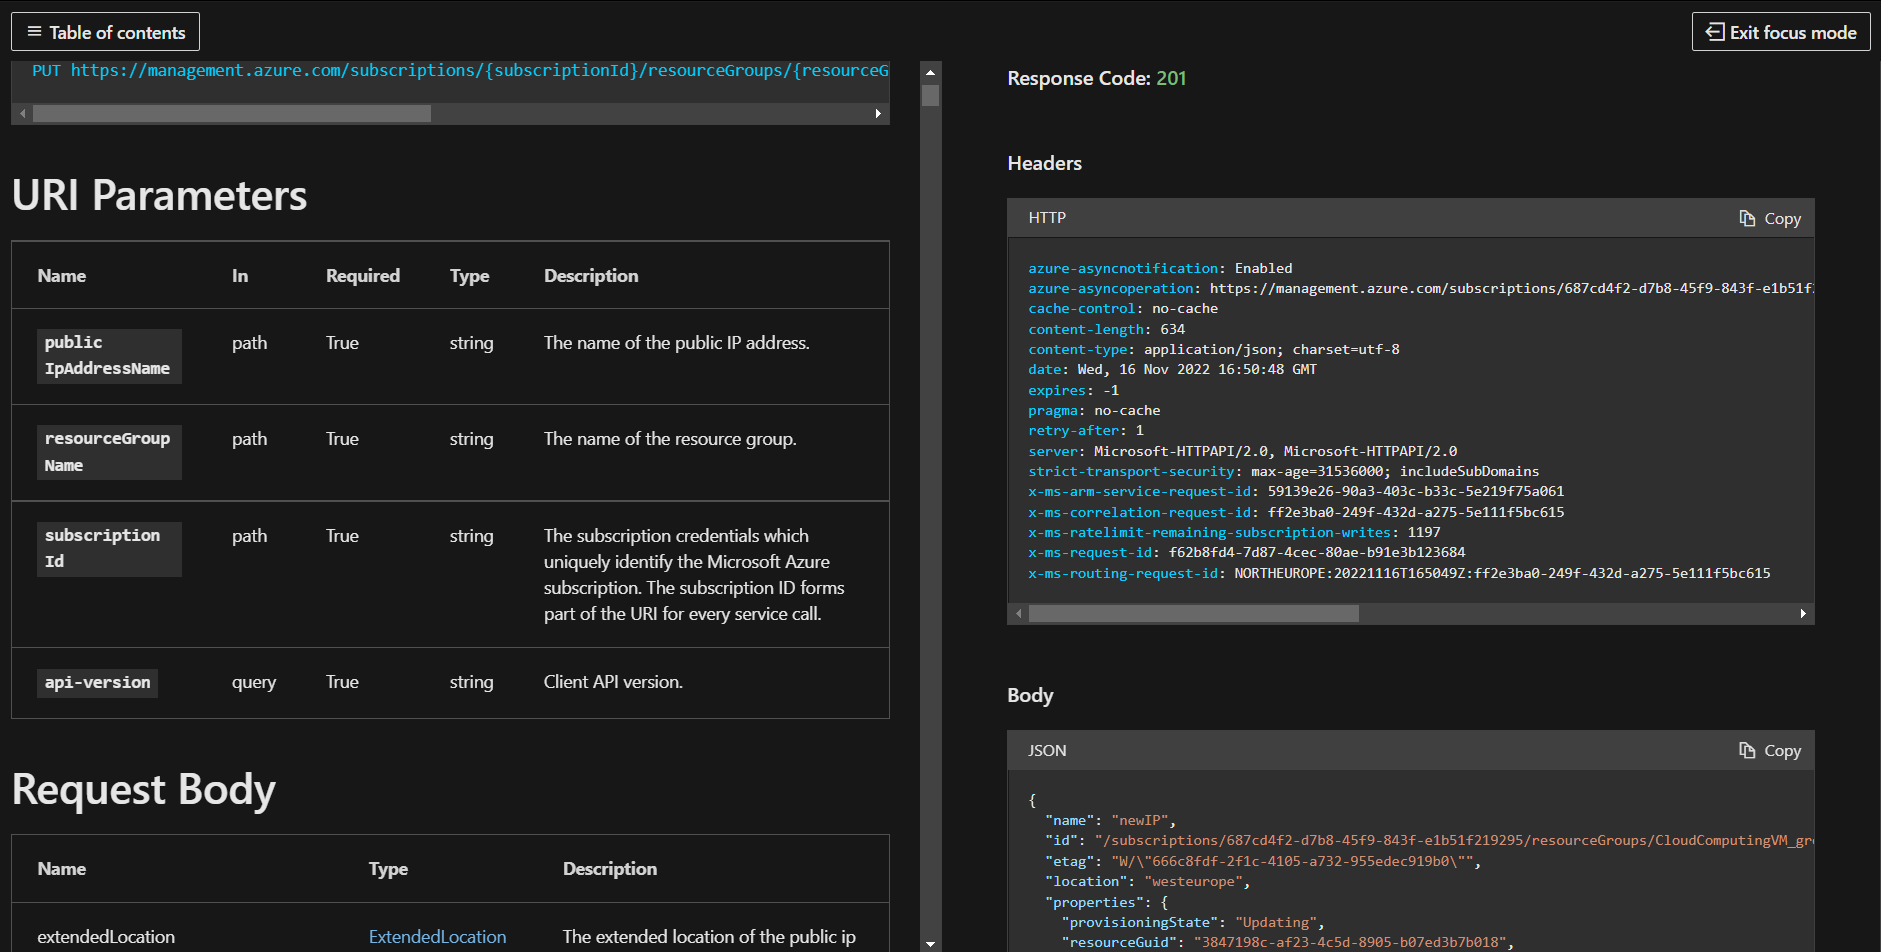 Table of contents
Exit focus mode
PUT https://management.azure.com/subscriptions/{subscriptionId}/resourceGroups/{resourceG
URI Parameters
Name In Required Type Description
public
IpAddressName
path True string The name of the public IP address.
resourceGroup
Name
path True string The name of the resource group.
subscription
Id
path True string The subscription credentials which
uniquely identify the Microsoft Azure
subscription. The subscription ID forms
part of the URI for every service call.
api-version query True string Client API version.
Request Body
Name Type Description
extendedLocation ExtendedLocation The extended location of the public ip
Response Code: 201
Headers
HTTP
Copy
azure-asyncnotification: Enabled
azure-asyncoperation: https://management.azure.com/subscriptions/687cd4f2-d7b8-45f9-843f-e1b51f2
cache-control: no-cache
content-length: 634
content-type: application/json; charset=utf-8
date: Wed, 16 Nov 2022 16:50:48 GMT
expires: -1
pragma: no-cache
retry-after: 1
server: Microsoft-HTTPAPI/2.0, Microsoft-HTTPAPI/2.0
strict-transport-security: max-age=31536000; includeSubDomains
x-ms-arm-service-request-id: 59139e26-90a3-403c-b33c-5e219f75a061
x-ms-correlation-request-id: ff2e3ba0-249f-432d-a275-5e111f5bc615
x-ms-ratelimit-remaining-subscription-writes: 1197
x-ms-request-id: f62b8fd4-7d87-4cec-80ae-b91e3b123684
x-ms-routing-request-id: NORTHEUROPE:20221116T165049Z:ff2e3ba0-249f-432d-a275-5e111f5bc615
Body
JSON
Copy
{
"name": "newIP",
"id": "/subscriptions/687cd4f2-d7b8-45f9-843f-e1b51f219295/resourceGroups/CloudComputingVM_gr
"etag": "W/\"666c8fdf-2f1c-4105-a732-955edec919b0\"",
"location": "westeurope",
"properties": {
"provisioningState": "Updating",
"resourceGuid": "3847198c-af23-4c5d-8905-b07ed3b7b018",